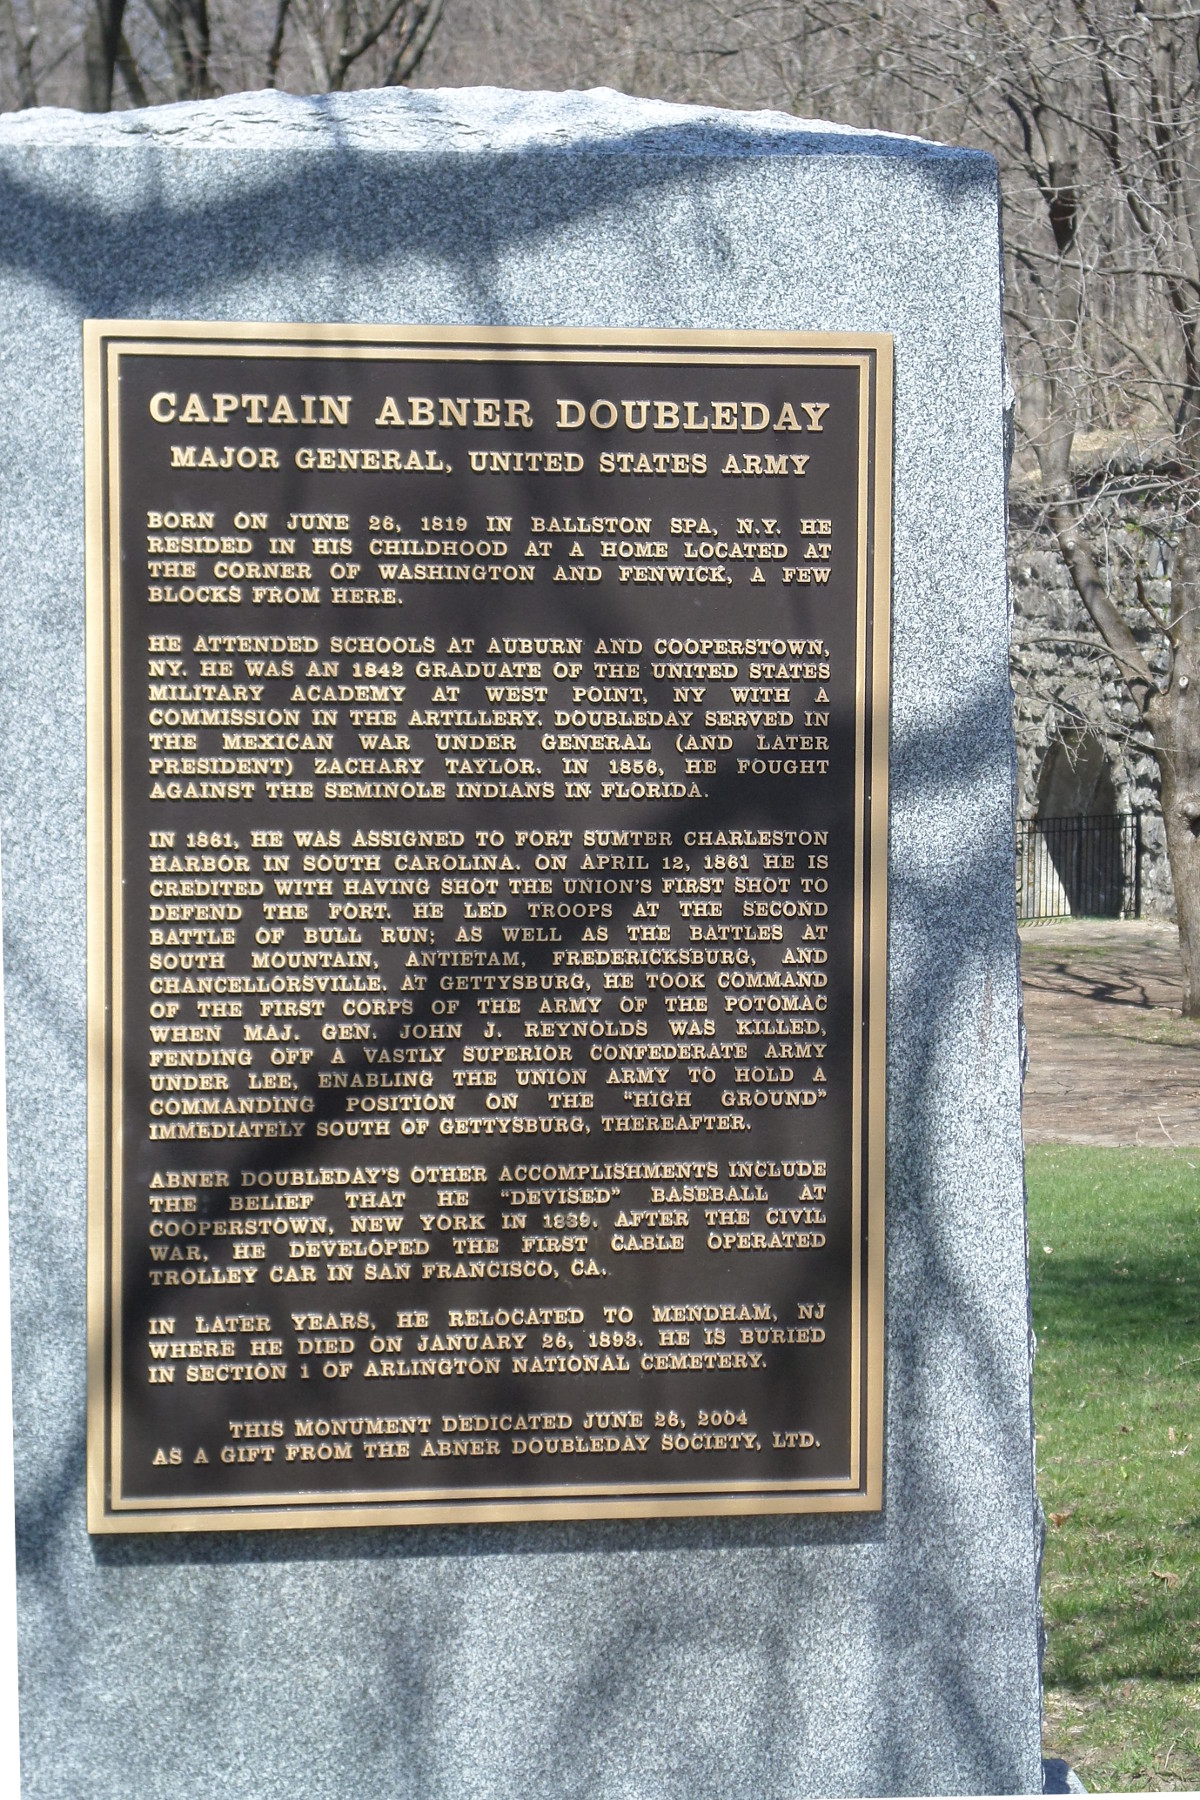 CAPTAIN ABNER DOUBLEDAY
MAJOR GENERAL, UNITED STATES ARMY
BORN ON JUNE 26, 1819 IN BALLSTON SPA, N.Y. HE
RESIDED IN HIS CHILDHOOD AT A HOME LOCATED AT
THE CORNER OF WASHINGTON AND FENWICK, A FEW
BLOCKS FROM HERE.
HE ATTENDED SCHOOLS AT AUBURN AND COOPERSTOWN,
NY. HE WAS AN 1842 GRADUATE OF THE UNITED STATES
MILITARY ACADEMY AT WEST POINT, NY WITH A
COMMISSION IN THE ARTILLERY. DOUBLEDAY SERVED IN
THE MEXICAN WAR UNDER GENERAL (AND LATER
PRESIDENT) ZACHARY TAYLOR. IN 1856, HE FOUGHT
AGAINST THE SEMINOLE INDIANS IN FLORIDA.
IN 1861, HE WAS ASSIGNED TO FORT SUMTER CHARLESTON
HARBOR IN SOUTH CAROLINA. ON APRIL 12, 1861 HE IS
CREDITED WITH HAVING SHOT THE UNION'S FIRST SHOT TO
DEFEND THE FORT. HE LED TROOPS AT THE SECOND
BATTLE OF BULL RUN; AS WELL AS THE BATTLES AT
SOUTH MOUNTAIN, ANTIETAM, FREDERICKSBURG, AND
CHANCELLORSVILLE. AT GETTYSBURG, HE TOOK COMMAND
OF THE FIRST CORPS OF THE ARMY OF THE POTOMAC
WHEN MAJ. GEN. JOHN J. REYNOLDS WAS KILLED,
FENDING OFF A VASTLY SUPERIOR CONFEDERATE ARMY
UNDER LEE, ENABLING THE UNION ARMY TO HOLD A
COMMANDING POSITION ON THE "HIGH GROUND"
IMMEDIATELY SOUTH OF GETTYSBURG, THEREAFTER.
ABNER DOUBLEDAY'S OTHER ACCOMPLISHMENTS INCLUDE
THE BELIEF THAT HE "DEVISED" BASEBALL AT
COOPERSTOWN, NEW YORK IN 1839. AFTER THE CIVIL
WAR, HE DEVELOPED THE FIRST CABLE OPERATED
TROLLEY CAR IN SAN FRANCISCO, CA.
IN LATER YEARS, HE RELOCATED TO MENDHAM, NJ
WHERE HE DIED ON JANUARY 26, 1893. HE IS BURIED
IN SECTION 1 OF ARLINGTON NATIONAL CEMETERY.
THIS MONUMENT DEDICATED JUNE 26, 2004
AS A GIFT FROM THE ABNER DOUBLEDAY SOCIETY, LTD.